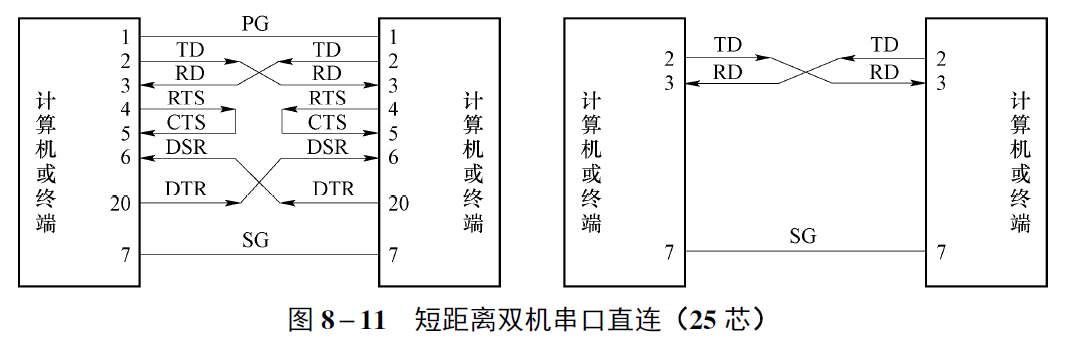 PG
1 1
2 TD TD 2
3 RD RD 3
4 RTS RTS 4
5 CTS CTS 5
6 DSR DSR 6
20 DTR DTR 20
7 SG 7
计算机或终端
计算机或终端
2 TD TD 2
3 RD RD 3
7 SG 7
计算机或终端
计算机或终端
图 8-11 短距离双机串口直连(25 芯)